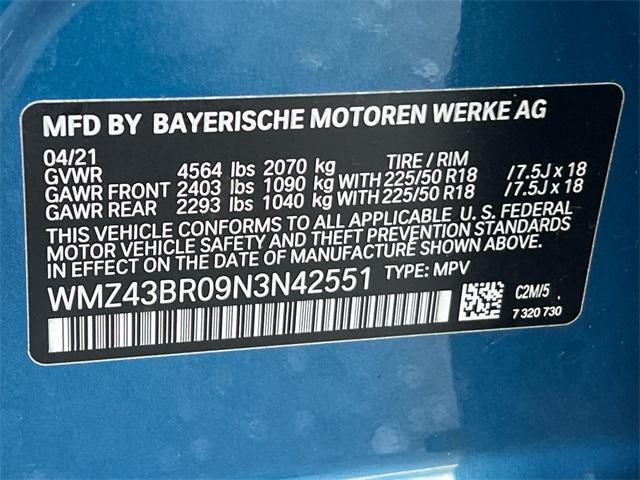 MFD BY BAYERISCHE MOTOREN WERKE AG
04/21 TIRE / RIM
GVWR 4564 lbs 2070 kg
GAWR FRONT 2403 lbs 1090 kg WITH 225/50 R18 / 7.5J x 18
GAWR REAR 2293 lbs 1040 kg WITH 225/50 R18 / 7.5J x 18
THIS VEHICLE CONFORMS TO ALL APPLICABLE U. S. FEDERAL
MOTOR VEHICLE SAFETY AND THEFT PREVENTION STANDARDS
IN EFFECT ON THE DATE OF MANUFACTURE SHOWN ABOVE.
WMZ43BR09N3N42551 TYPE: MPV
C2M/5
7 320 730